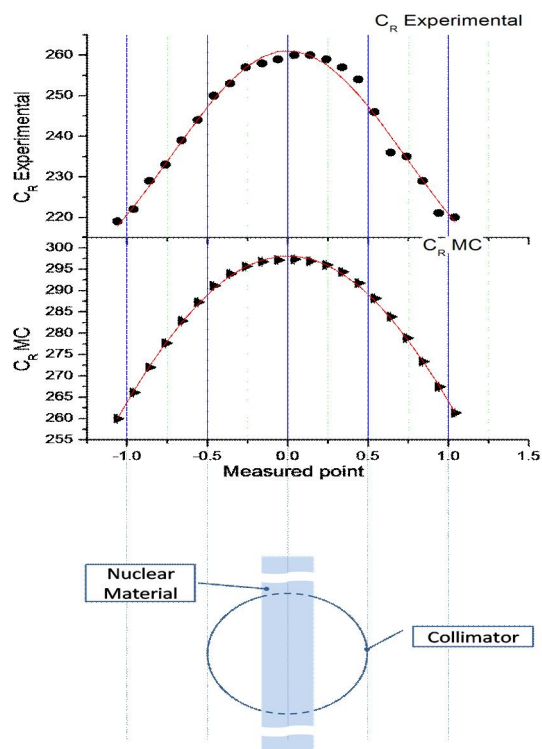 C_R Experimental
C_R Experimental
260
250
240
230
220
C_R MC
C_R MC
300
295
290
285
280
275
270
265
260
255
-1.0 -0.5 0.0 0.5 1.0
Measured point
Nuclear
Material
Collimator